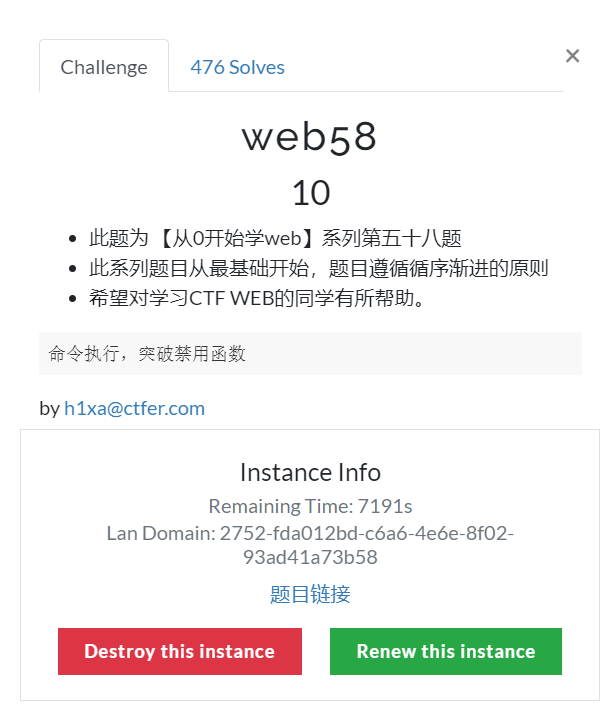 Challenge
476 Solves
×
web58
10
此题为 【从0开始学web】系列第五十八题
此系列题目从最基础开始，题目遵循循序渐进的原则
希望对学习CTF WEB的同学有所帮助。
命令执行，突破禁用函数
by h1xa@ctfer.com
Instance Info
Remaining Time: 7191s
Lan Domain: 2752-fda012bd-c6a6-4e6e-8f02-
93ad41a73b58
题目链接
Destroy this instance
Renew this instance